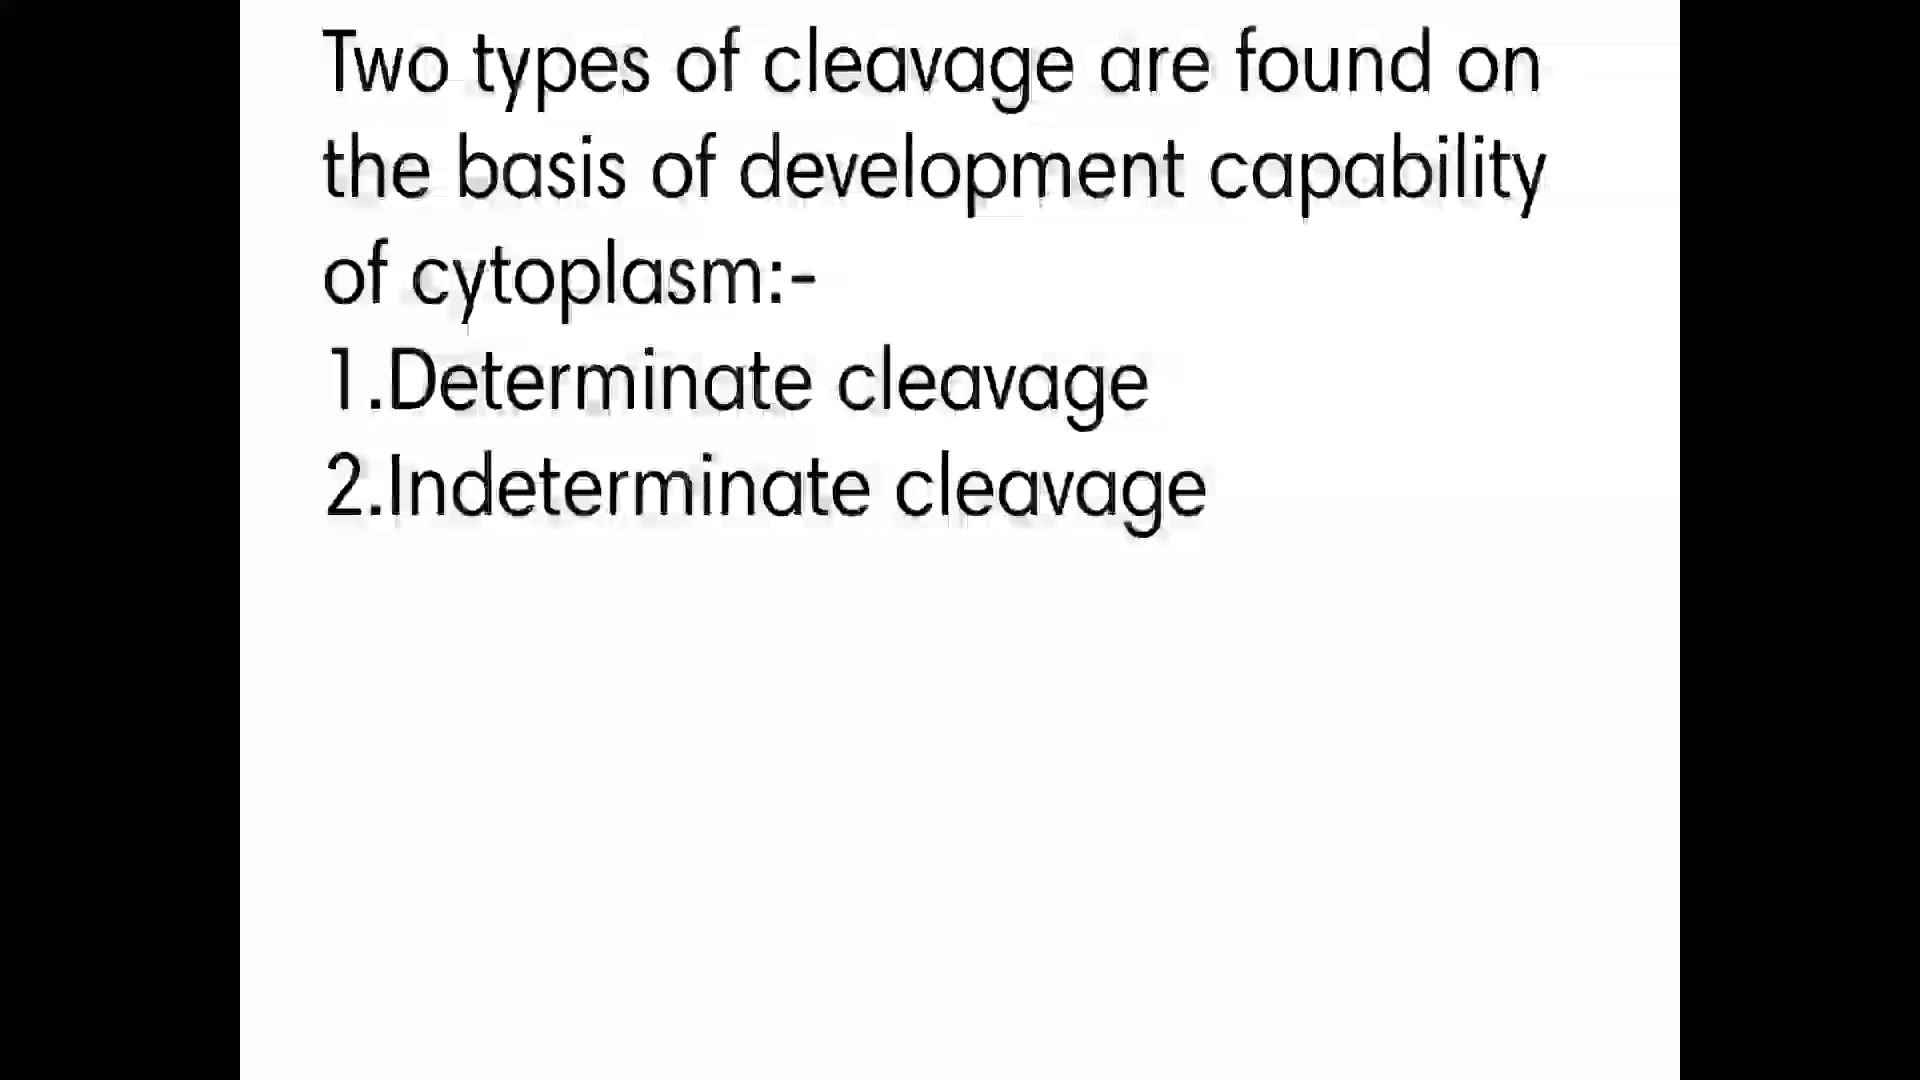 Two types of cleavage are found on
the basis of development capability
of cytoplasm:-
1.Determinate cleavage
2.Indeterminate cleavage